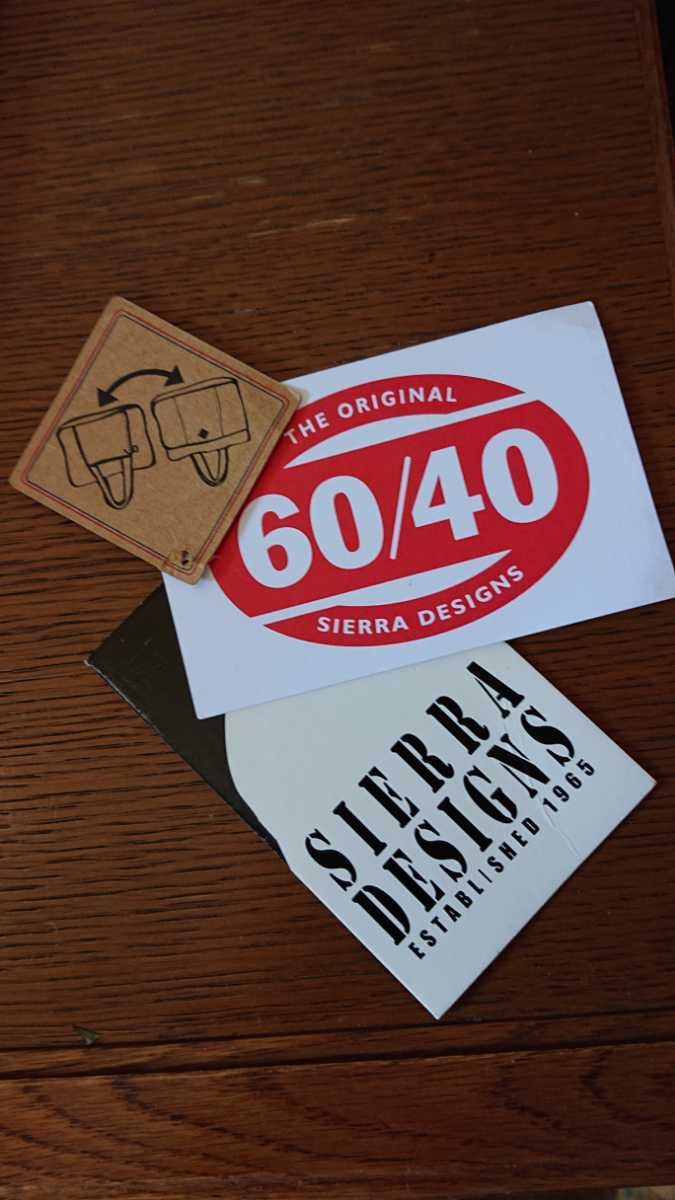 THE ORIGINAL
60/40
SIERRA DESIGNS
SIERRA
DESIGNS
ESTABLISHED 1965